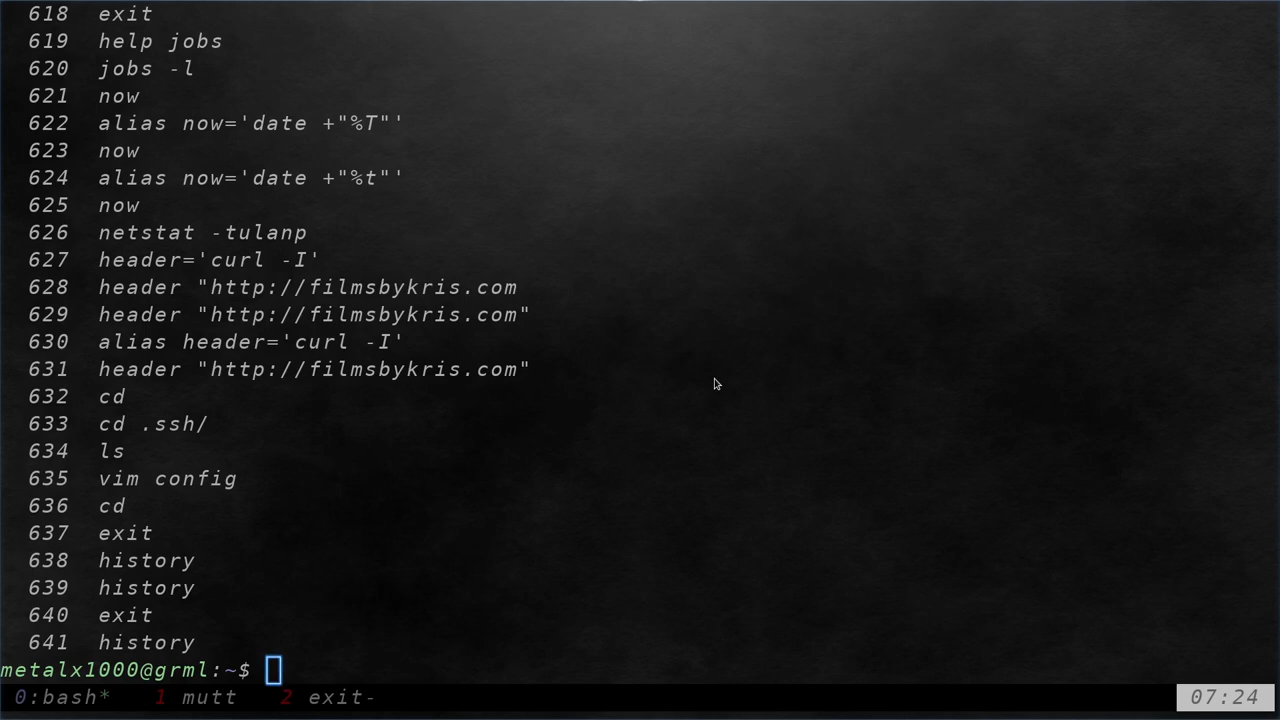 618  exit
619  help jobs
620  jobs -l
621  now
622  alias now='date +"%T"'
623  now
624  alias now='date +"%t"'
625  now
626  netstat -tulanp
627  header='curl -I'
628  header "http://filmsbykris.com
629  header "http://filmsbykris.com"
630  alias header='curl -I'
631  header "http://filmsbykris.com"
632  cd
633  cd .ssh/
634  ls
635  vim config
636  cd
637  exit
638  history
639  history
640  exit
641  history
metalx1000@grml:~$
0:bash*  1 mutt  2 exit-  07:24